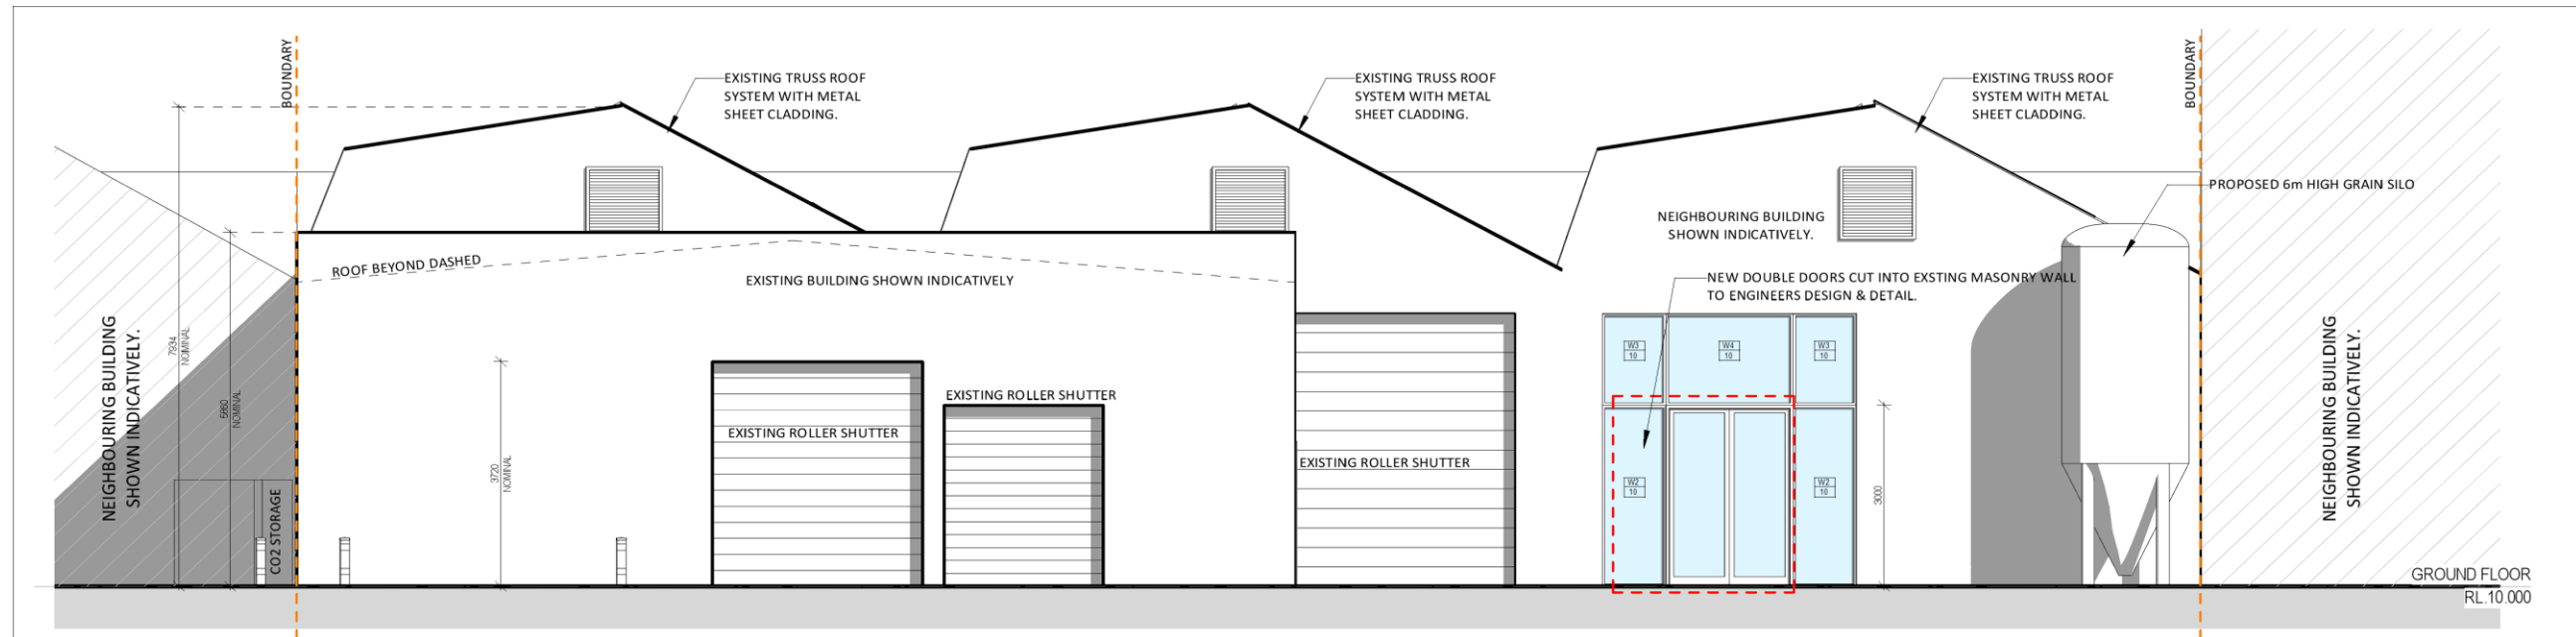 BOUNDARY
EXISTING TRUSS ROOF
SYSTEM WITH METAL
SHEET CLADDING.
EXISTING TRUSS ROOF
SYSTEM WITH METAL
SHEET CLADDING.
EXISTING TRUSS ROOF
SYSTEM WITH METAL
SHEET CLADDING.
BOUNDARY
PROPOSED 6m HIGH GRAIN SILO
NEIGHBOURING BUILDING
SHOWN INDICATIVELY.
ROOF BEYOND DASHED
EXISTING BUILDING SHOWN INDICATIVELY
NEW DOUBLE DOORS CUT INTO EXSTING MASONRY WALL
TO ENGINEERS DESIGN & DETAIL.
NEIGHBOURING BUILDING
SHOWN INDICATIVELY.
7934
NOMINAL
NOMINAL
3720
NOMINAL
W3
10
W4
10
W3
10
EXISTING ROLLER SHUTTER
EXISTING ROLLER SHUTTER
EXISTING ROLLER SHUTTER
W2
10
W2
10
3000
NEIGHBOURING BUILDING
SHOWN INDICATIVELY.
CO2 STORAGE
GROUND FLOOR
RL.10.000